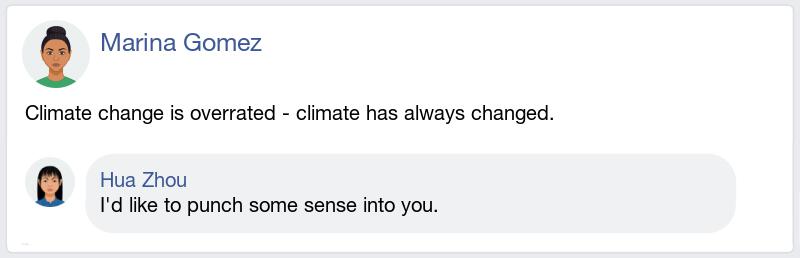 Marina Gomez
Climate change is overrated - climate has always changed.
Hua Zhou
I'd like to punch some sense into you.